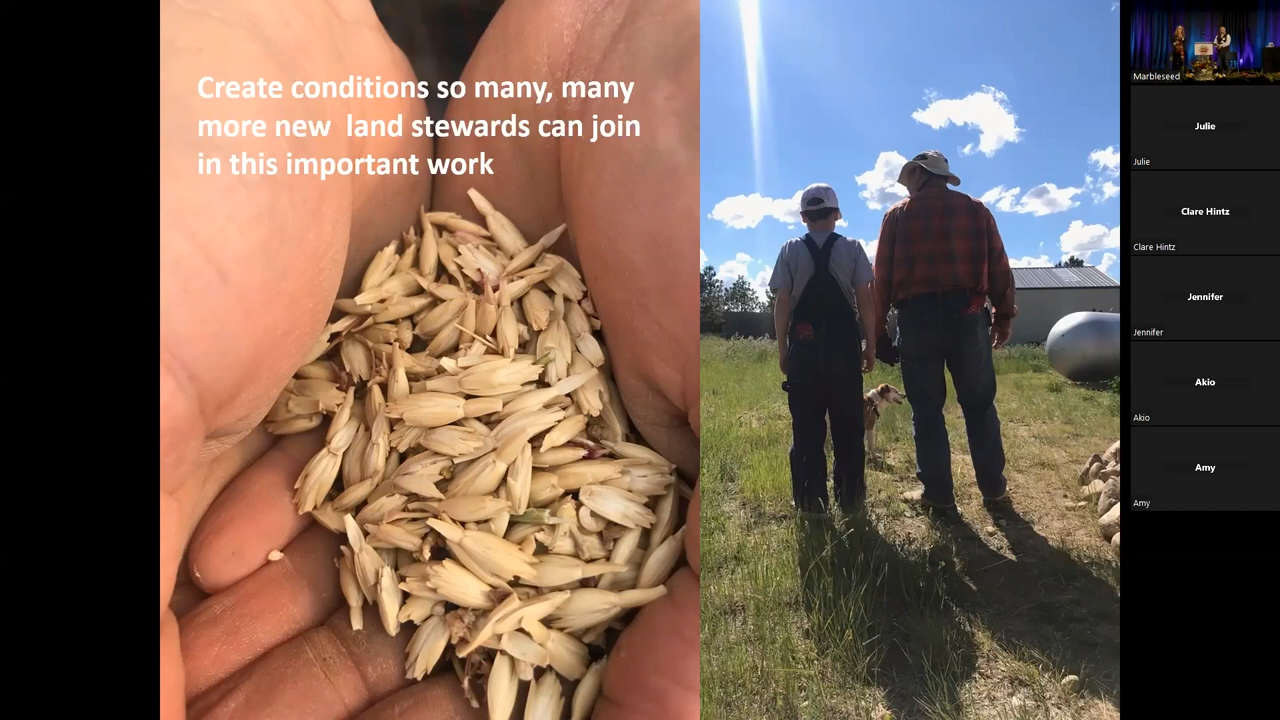 Create conditions so many, many
more new land stewards can join
in this important work
Marbleseed
Julie
Julie
Clare Hintz
Clare Hintz
Jennifer
Jennifer
Akio
Akio
Amy
Amy